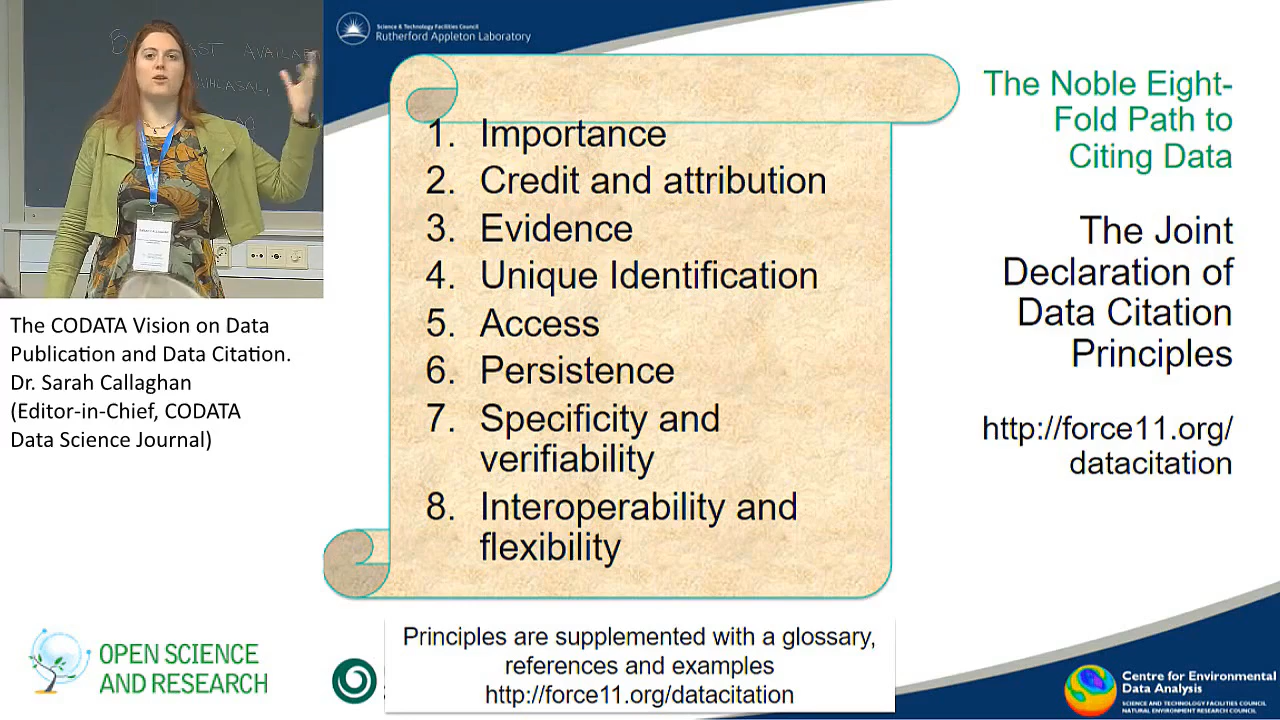 AVAILAB
Science & Technology Facilities Council
Rutherford Appleton Laboratory
1. Importance
2. Credit and attribution
3. Evidence
4. Unique Identification
5. Access
6. Persistence
7. Specificity and
verifiability
8. Interoperability and
flexibility
The Noble Eight-
Fold Path to
Citing Data
The Joint
Declaration of
Data Citation
Principles
http://force11.org/
datacitation
The CODATA Vision on Data
Publication and Data Citation.
Dr. Sarah Callaghan
(Editor-in-Chief, CODATA
Data Science Journal)
OPEN SCIENCE
AND RESEARCH
Principles are supplemented with a glossary,
references and examples
http://force11.org/datacitation
Centre for Environmental
Data Analysis
SCIENCE AND TECHNOLOGY FACILITIES COUNCIL
NATURAL ENVIRONMENT RESEARCH COUNCIL